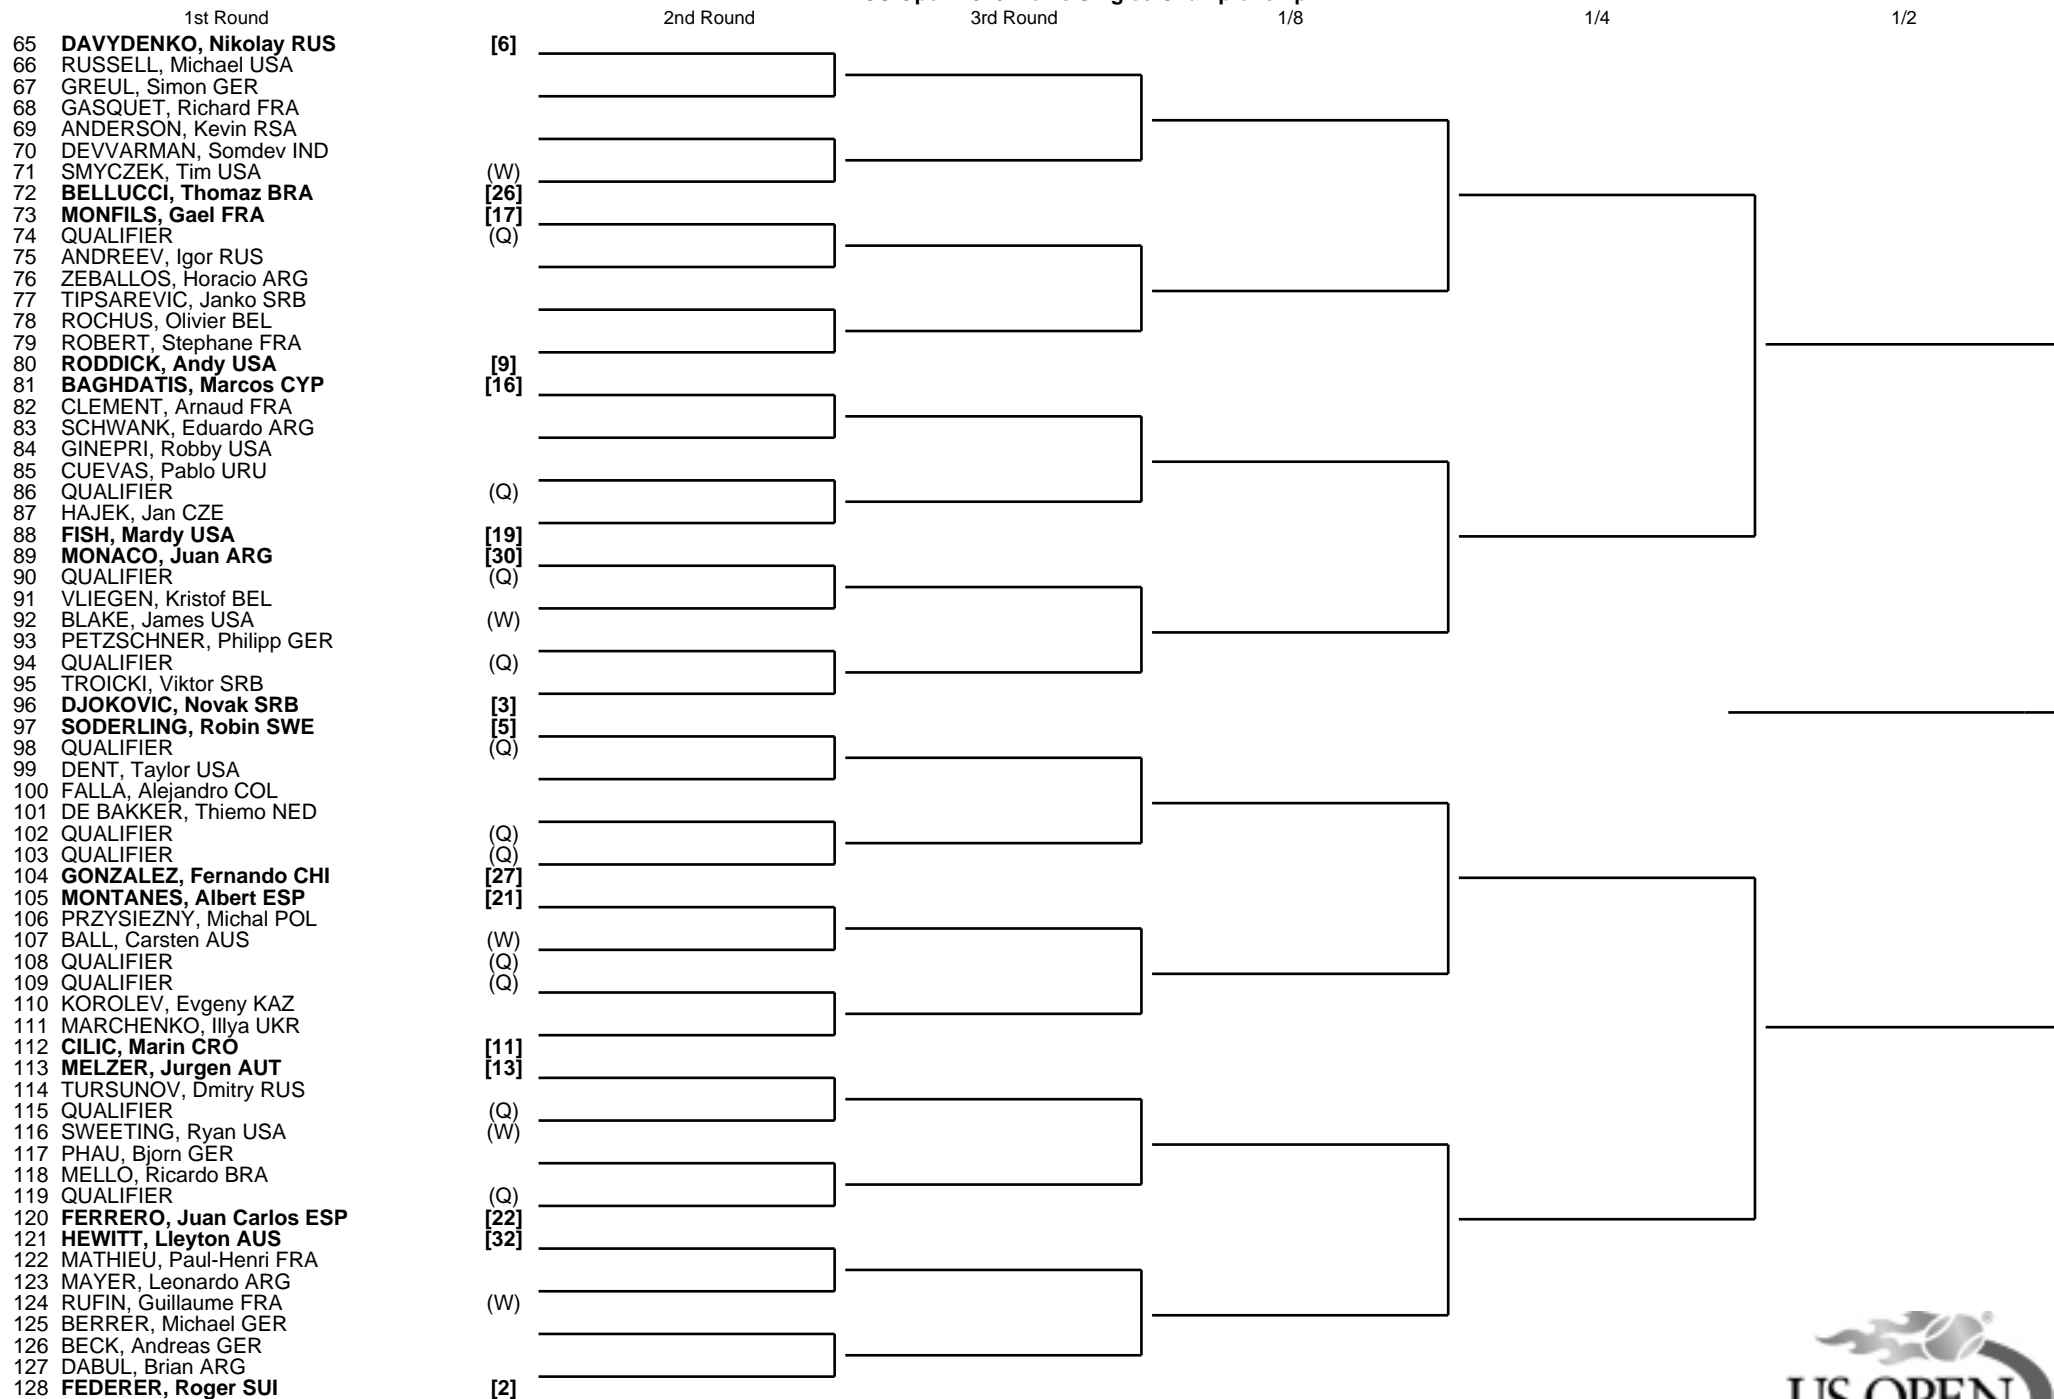 1st Round 2nd Round 3rd Round 1/8 1/4 1/2
65 DAVYDENKO, Nikolay RUS [6]
66 RUSSELL, Michael USA
67 GREUL, Simon GER
68 GASQUET, Richard FRA
69 ANDERSON, Kevin RSA
70 DEVVARMAN, Somdev IND
71 SMYCZEK, Tim USA (W)
72 BELLUCCI, Thomaz BRA [26]
73 MONFILS, Gael FRA [17]
74 QUALIFIER (Q)
75 ANDREEV, Igor RUS
76 ZEBALLOS, Horacio ARG
77 TIPSAREVIC, Janko SRB
78 ROCHUS, Olivier BEL
79 ROBERT, Stephane FRA
80 RODDICK, Andy USA [9]
81 BAGHDATIS, Marcos CYP [16]
82 CLEMENT, Arnaud FRA
83 SCHWANK, Eduardo ARG
84 GINEPRI, Robby USA
85 CUEVAS, Pablo URU
86 QUALIFIER (Q)
87 HAJEK, Jan CZE
88 FISH, Mardy USA [19]
89 MONACO, Juan ARG [30]
90 QUALIFIER (Q)
91 VLIEGEN, Kristof BEL
92 BLAKE, James USA (W)
93 PETZSCHNER, Philipp GER
94 QUALIFIER (Q)
95 TROICKI, Viktor SRB
96 DJOKOVIC, Novak SRB [3]
97 SODERLING, Robin SWE [5]
98 QUALIFIER (Q)
99 DENT, Taylor USA
100 FALLA, Alejandro COL
101 DE BAKKER, Thiemo NED
102 QUALIFIER (Q)
103 QUALIFIER (Q)
104 GONZALEZ, Fernando CHI [27]
105 MONTANES, Albert ESP [21]
106 PRZYSIEZNY, Michal POL
107 BALL, Carsten AUS (W)
108 QUALIFIER (Q)
109 QUALIFIER (Q)
110 KOROLEV, Evgeny KAZ
111 MARCHENKO, Illya UKR
112 CILIC, Marin CRO [11]
113 MELZER, Jurgen AUT [13]
114 TURSUNOV, Dmitry RUS
115 QUALIFIER (Q)
116 SWEETING, Ryan USA (W)
117 PHAU, Bjorn GER
118 MELLO, Ricardo BRA
119 QUALIFIER (Q)
120 FERRERO, Juan Carlos ESP [22]
121 HEWITT, Lleyton AUS [32]
122 MATHIEU, Paul-Henri FRA
123 MAYER, Leonardo ARG
124 RUFIN, Guillaume FRA (W)
125 BERRER, Michael GER
126 BECK, Andreas GER
127 DABUL, Brian ARG
128 FEDERER, Roger SUI [2]
US OPEN